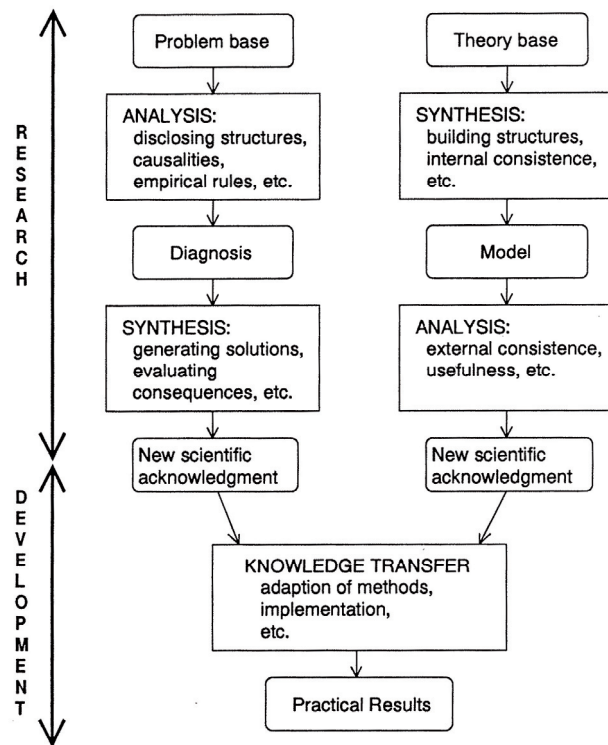 RESEARCH
DEVELOPMENT
Problem base
ANALYSIS:
disclosing structures,
causalities,
empirical rules, etc.
Diagnosis
SYNTHESIS:
generating solutions,
evaluating
consequences, etc.
New scientific
acknowledgment
Theory base
SYNTHESIS:
building structures,
internal consistence,
etc.
Model
ANALYSIS:
external consistence,
usefulness, etc.
New scientific
acknowledgment
KNOWLEDGE TRANSFER
adaption of methods,
implementation,
etc.
Practical Results